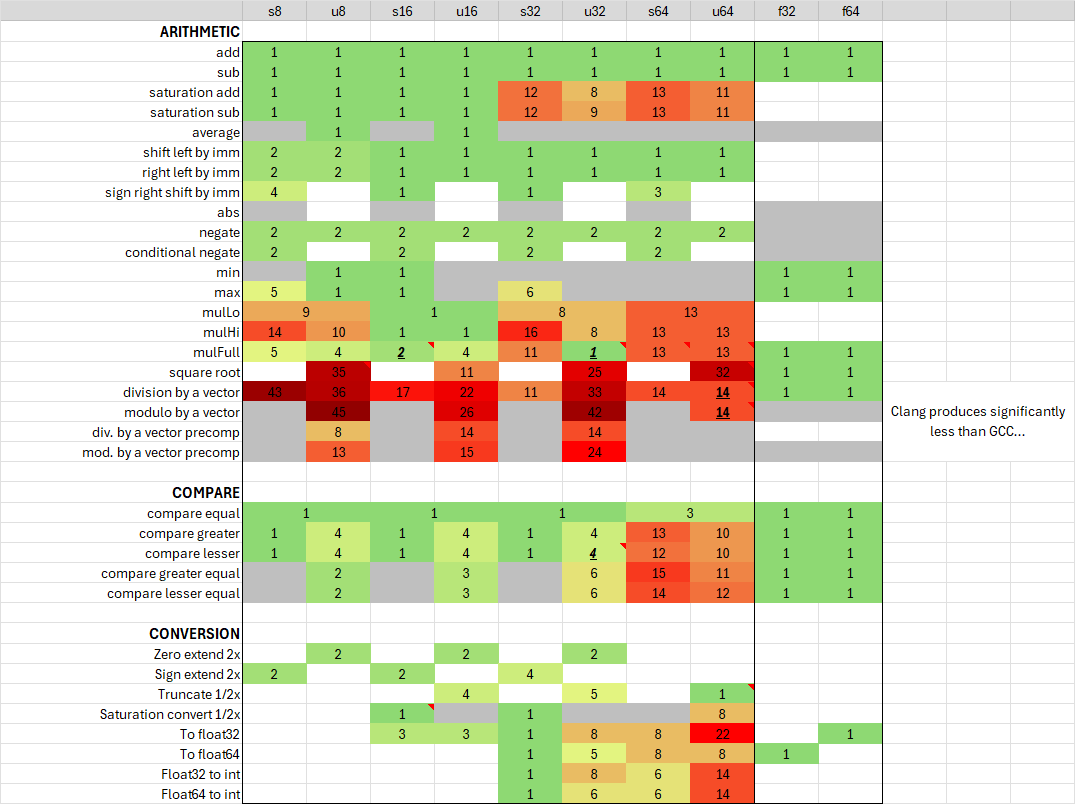 s8 u8 s16 u16 s32 u32 s64 u64 f32 f64
ARITHMETIC
add 1 1 1 1 1 1 1 1 1 1
sub 1 1 1 1 1 1 1 1 1 1
saturation add 1 1 1 1 12 8 13 11
saturation sub 1 1 1 1 12 9 13 11
average 1 1
shift left by imm 2 2 1 1 1 1 1 1
right left by imm 2 2 1 1 1 1 1 1
sign right shift by imm 4 1 1 3
abs
negate 2 2 2 2 2 2 2 2
conditional negate 2 2 2 2
min 1 1 1 1
max 5 1 1 6 1 1
mulLo 9 1 8 13
mulHi 14 10 1 1 16 8 13 13
mulFull 5 4 2 4 11 1 13 13 1 1
square root 35 11 25 32 1 1
division by a vector 43 36 17 22 11 33 14 14 1 1
modulo by a vector 45 26 42 14
Clang produces significantly
less than GCC...
div. by a vector precomp 8 14 14
mod. by a vector precomp 13 15 24
COMPARE
compare equal 1 1 1 3 1 1
compare greater 1 4 1 4 1 4 13 10 1 1
compare lesser 1 4 1 4 1 4 12 10 1 1
compare greater equal 2 3 6 15 11 1 1
compare lesser equal 2 3 6 14 12 1 1
CONVERSION
Zero extend 2x 2 2 2
Sign extend 2x 2 2 4
Truncate 1/2x 4 5 1
Saturation convert 1/2x 1 1 8
To float32 3 3 1 8 8 22 1
To float64 1 5 8 8 1
Float32 to int 1 8 6 14
Float64 to int 1 6 6 14